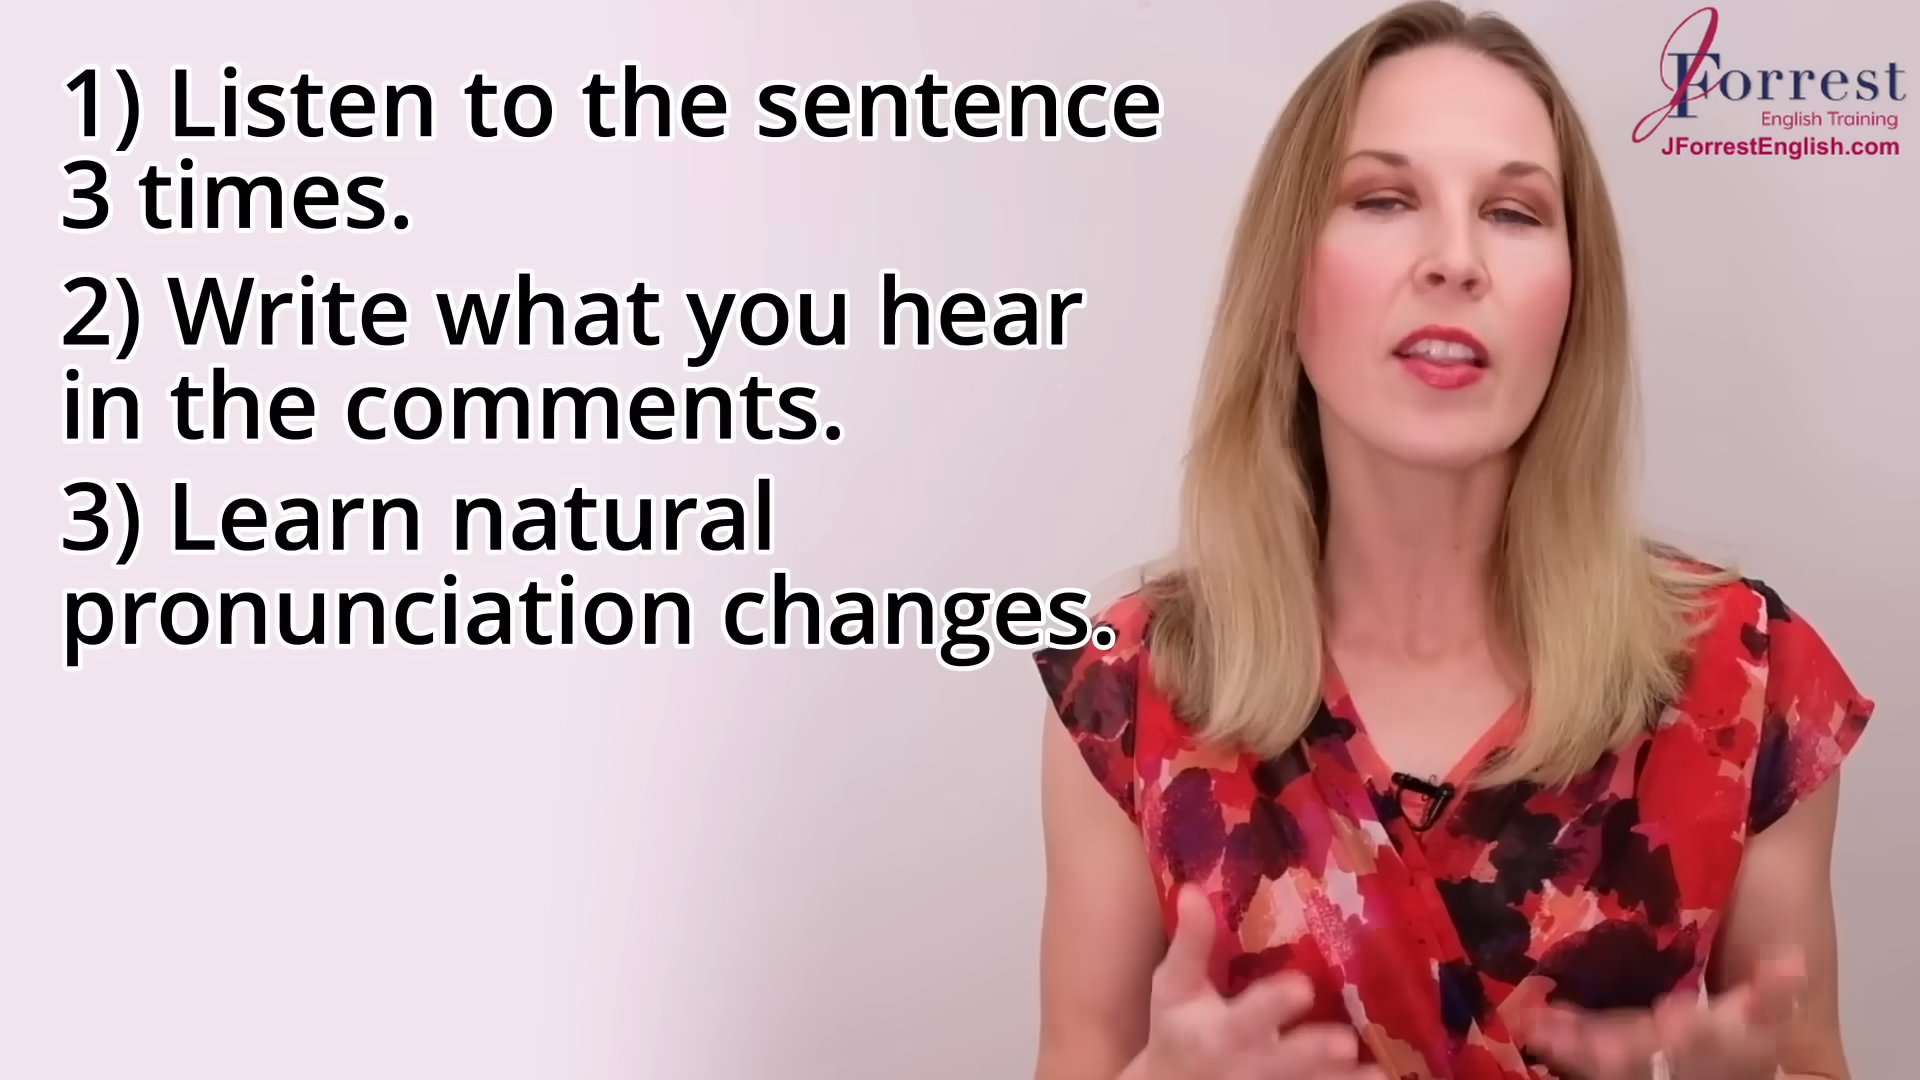 1) Listen to the sentence
3 times.
2) Write what you hear
in the comments.
3) Learn natural
pronunciation changes.
JForrest
English Training
JForrestEnglish.com